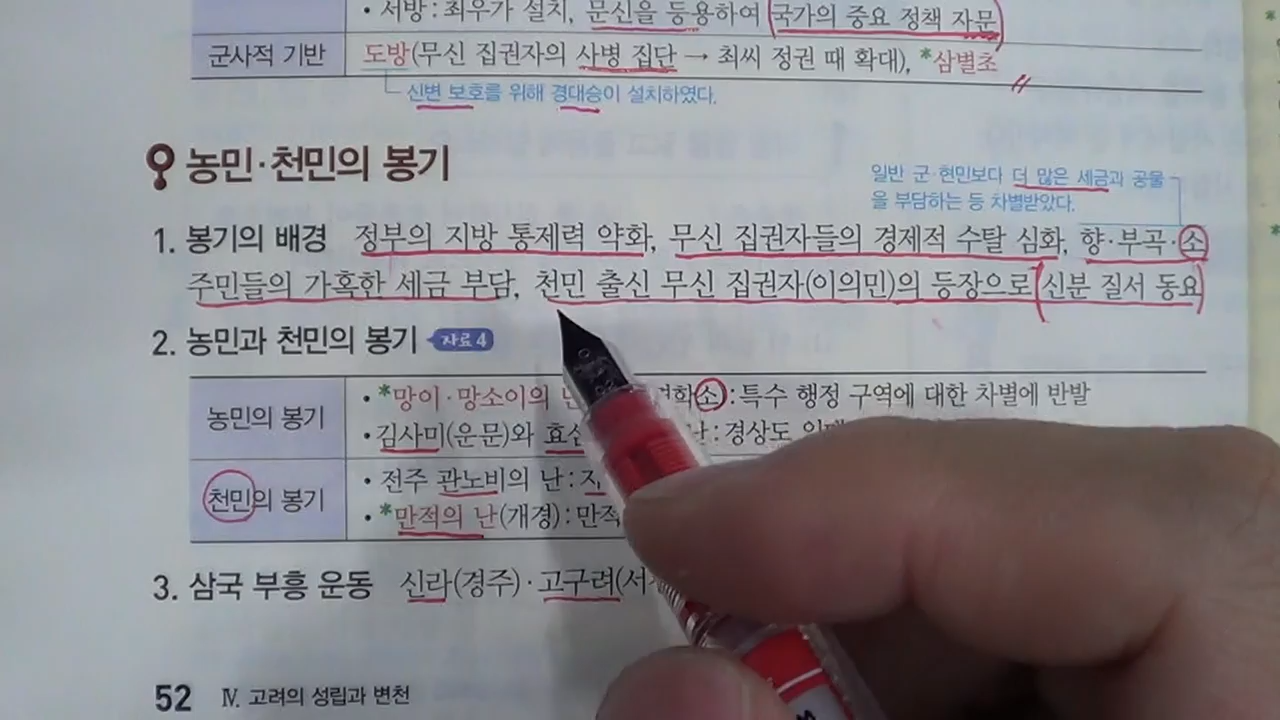 • 서방: 최우가 설치, 문신을 등용하여 국가의 중요 정책 자문
군사적 기반 도방(무신 집권자의 사병 집단 → 최씨 정권 때 확대), *삼별초
신변 보호를 위해 경대승이 설치하였다.
농민·천민의 봉기
일반 군·현민보다 더 많은 세금과 공물
을 부담하는 등 차별받았다.
1. 봉기의 배경 정부의 지방 통제력 약화, 무신 집권자들의 경제적 수탈 심화, 향·부곡·소
주민들의 가혹한 세금 부담, 천민 출신 무신 집권자(이의민)의 등장으로 신분 질서 동요
2. 농민과 천민의 봉기 자료 4
농민의 봉기 • *망이·망소이의 소): 특수 행정 구역에 대한 차별에 반발
• 김사미(운문)와 난: 경상도
천민의 봉기 • 전주 관노비의 난:
• *만적의 난(개경):
3. 삼국 부흥 운동 신라(경주)·고구려(
52 Ⅳ. 고려의 성립과 변천